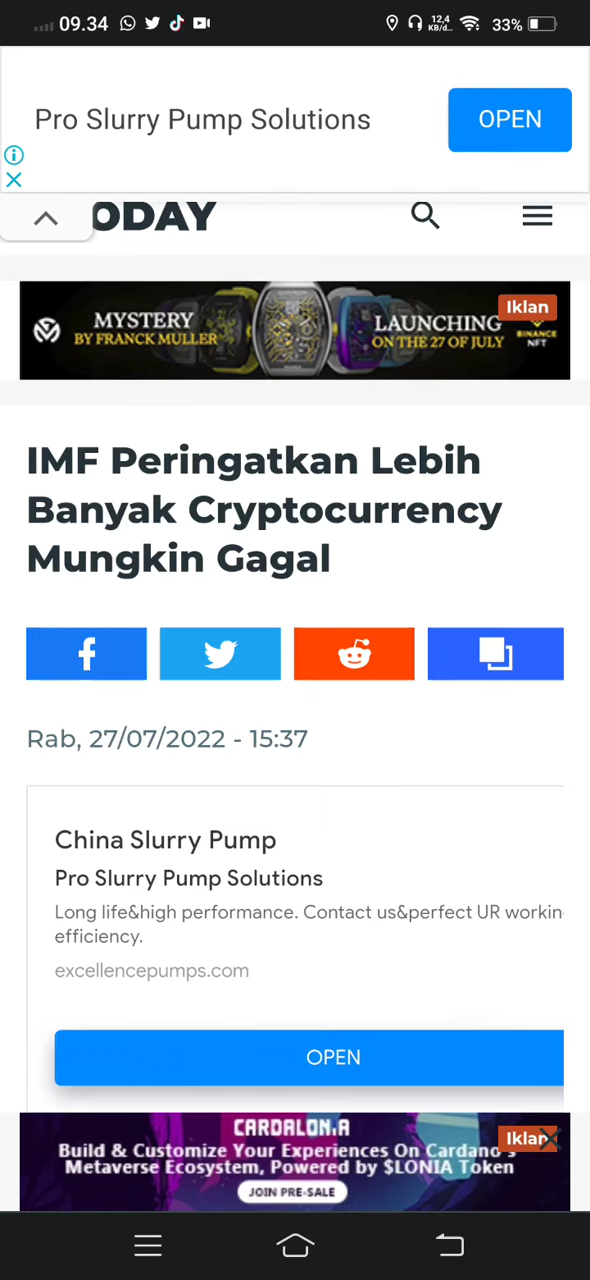 09.34
12,4
KB/d..
33%
Pro Slurry Pump Solutions
OPEN
ODAY
MYSTERY
BY FRANCK MULLER
LAUNCHING
ON THE 27 OF JULY
Iklan
BINANCE
NFT
IMF Peringatkan Lebih
Banyak Cryptocurrency
Mungkin Gagal
Rab, 27/07/2022 - 15:37
China Slurry Pump
Pro Slurry Pump Solutions
Long life&high performance. Contact us&perfect UR workin
efficiency.
excellencepumps.com
OPEN
CARDALONIA
Iklan
Build & Customize Your Experiences On Cardano's
Metaverse Ecosystem, Powered by $LONIA Token
JOIN PRE-SALE